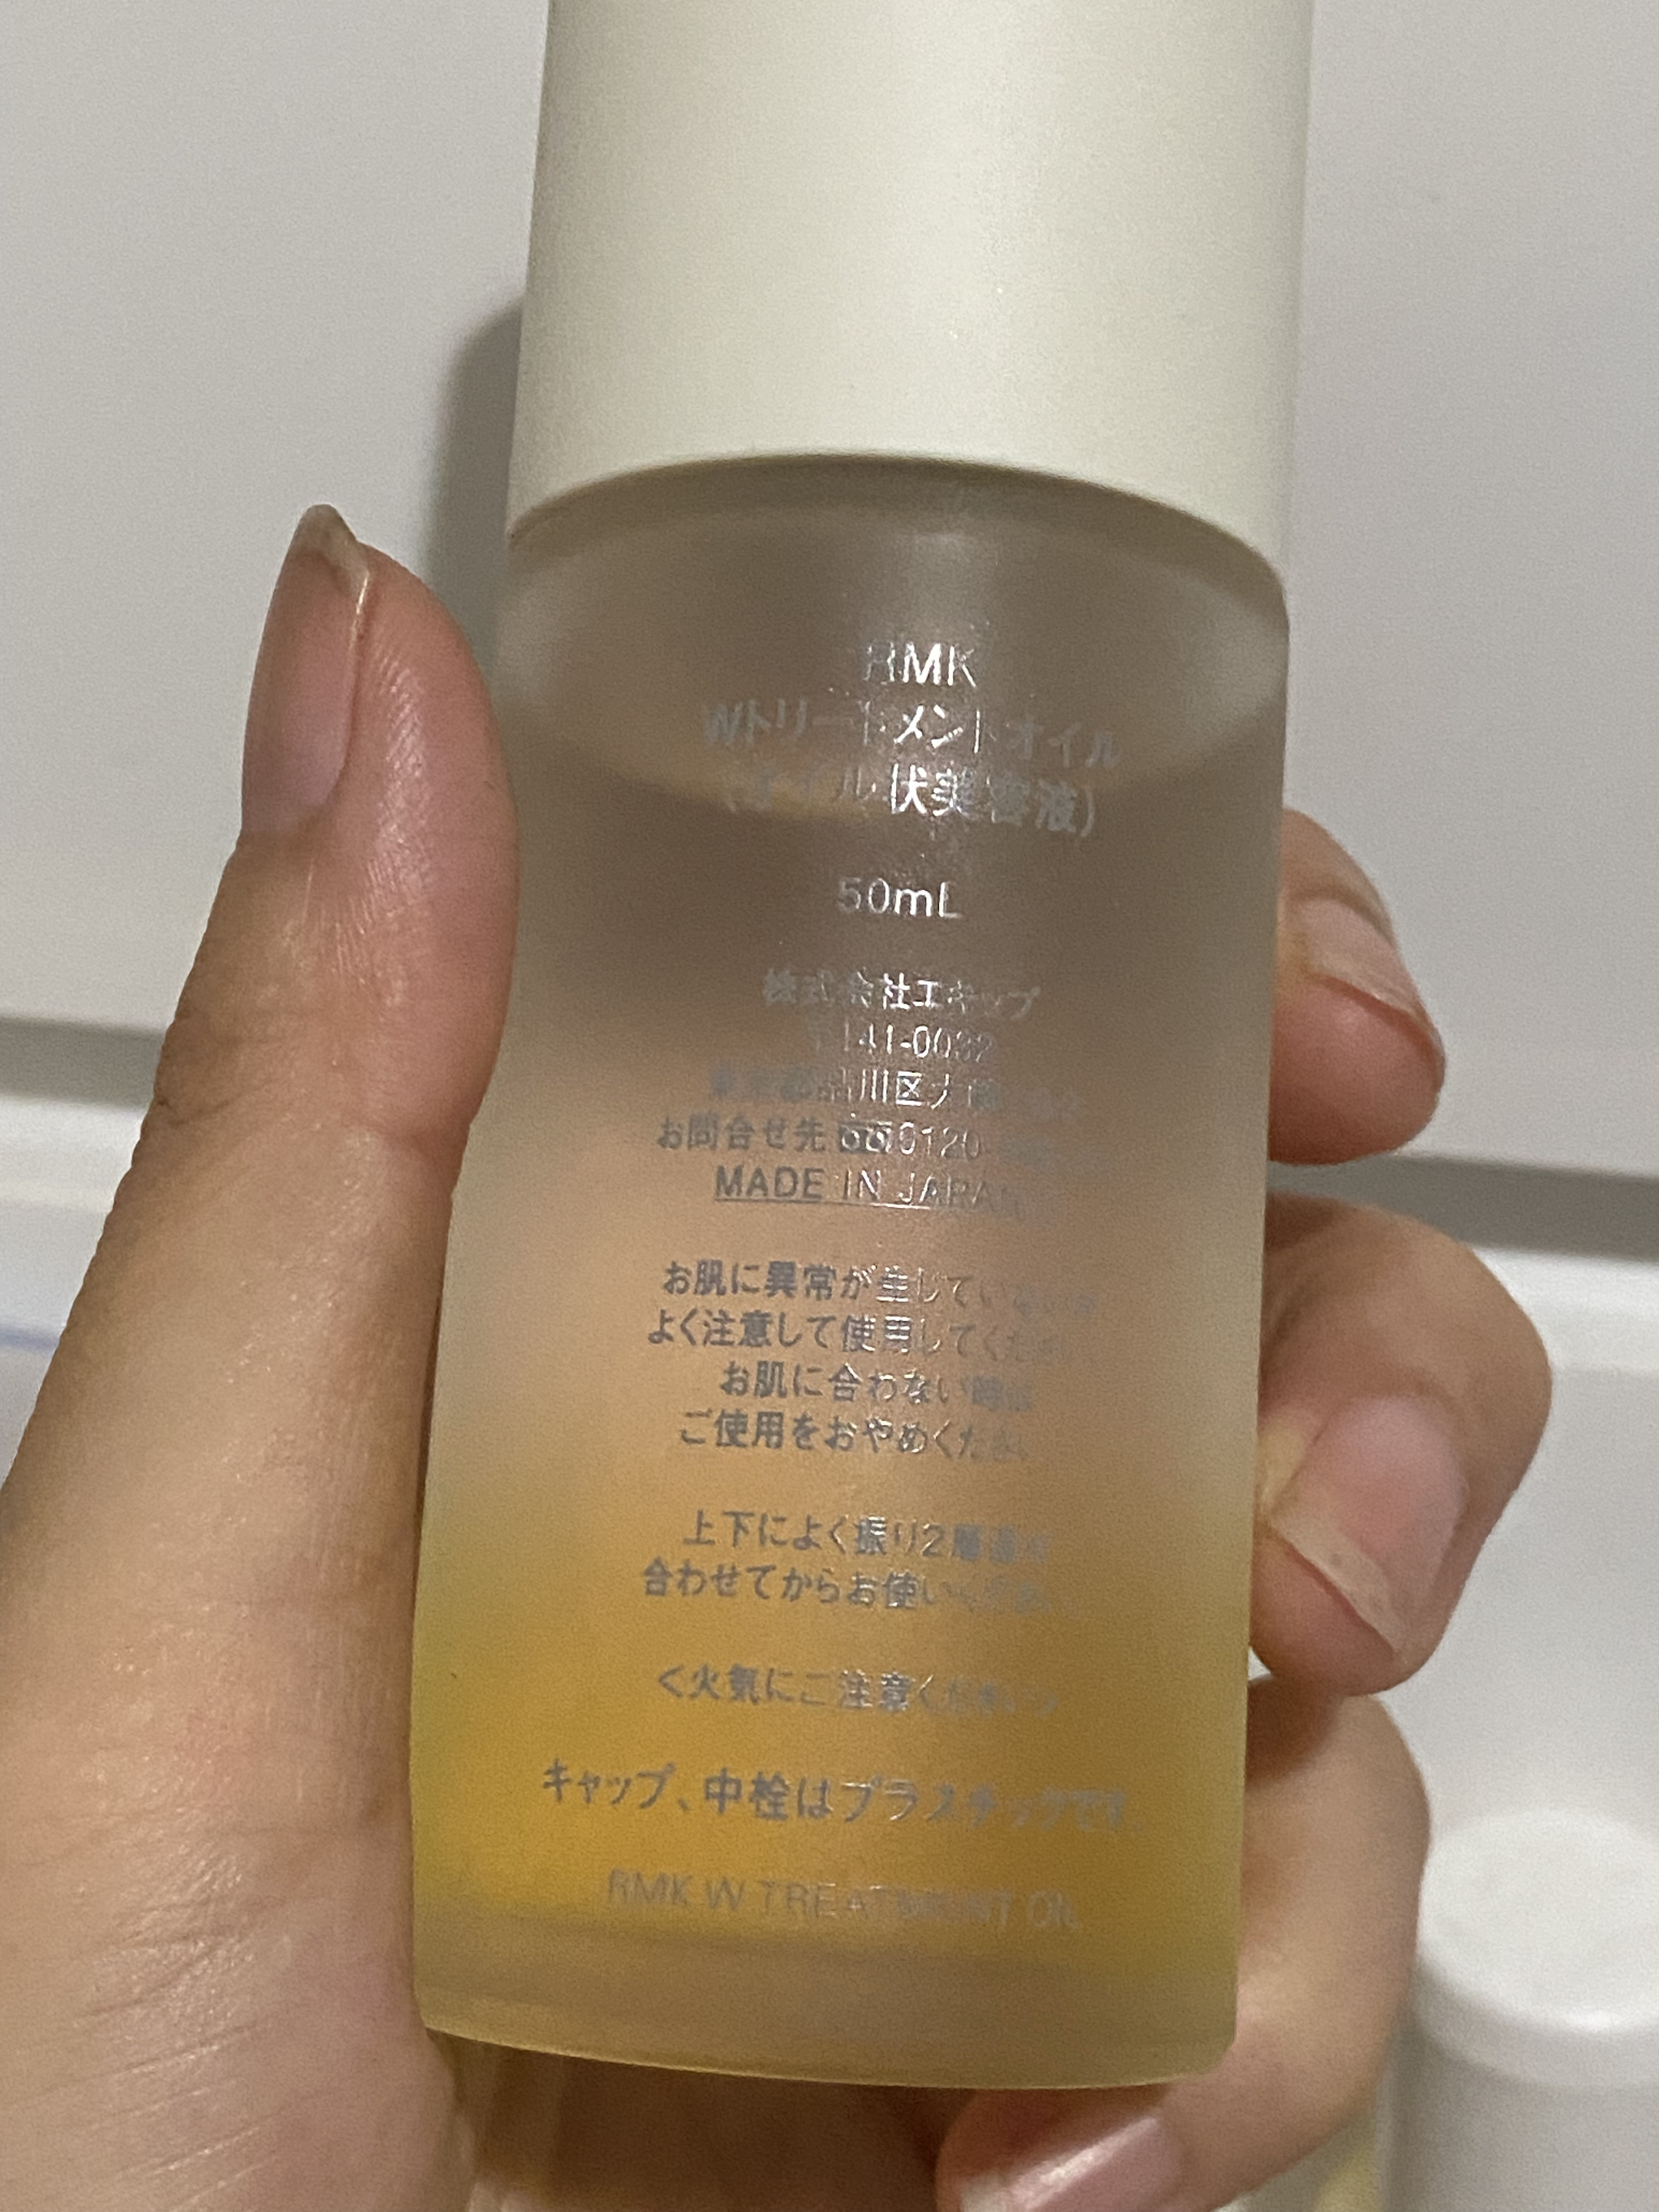 RMK
Wトリートメントオイル
(オイル状美容液)
50mL
株式会社エキップ
〒141-0032
東京都品川区大崎
お問合せ先 0120
MADE IN JAPAN
お肌に異常が生じていないか
よく注意して使用してください。
お肌に合わない時は
ご使用をおやめください。
上下によく振り2層を
合わせてからお使いください。
<火気にご注意ください>
キャップ、中栓はプラスチックです。
RMK W TREATMENT OIL